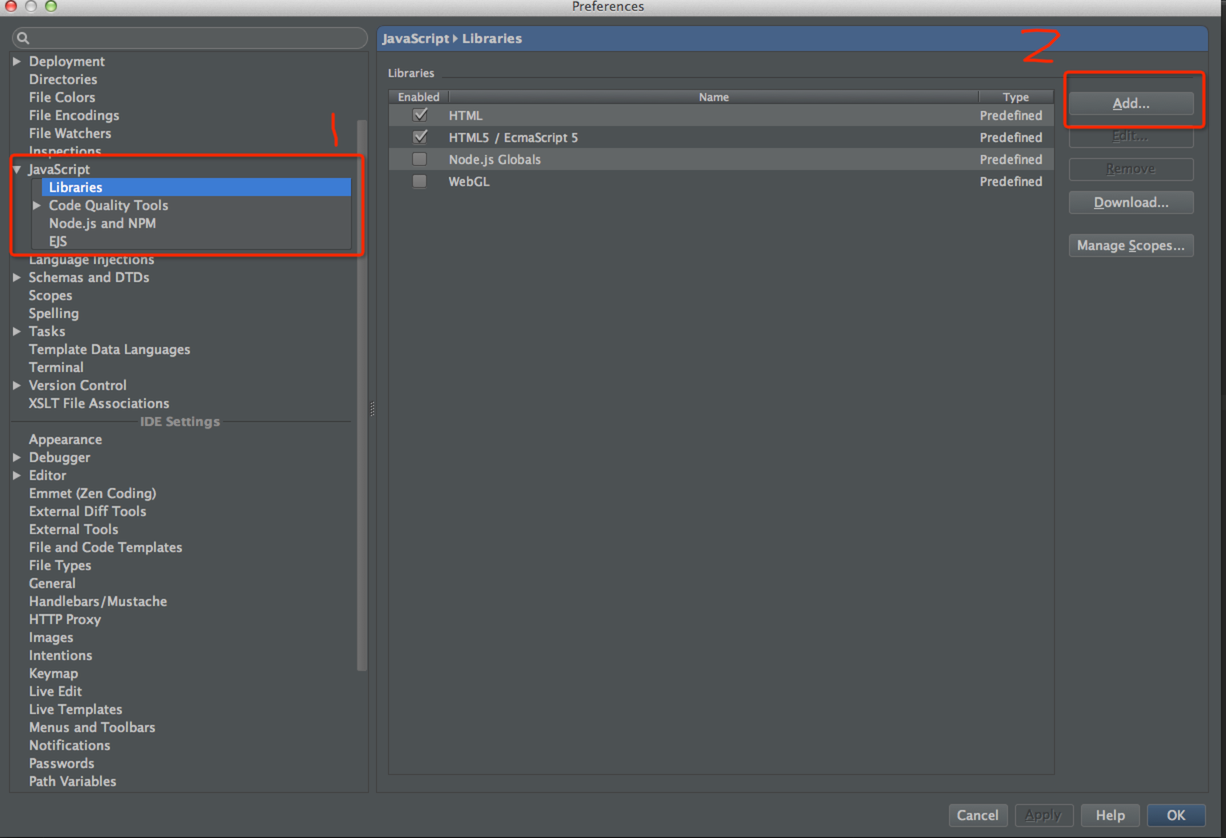 Preferences
Deployment
Directories
File Colors
File Encodings
File Watchers
Inspections
JavaScript
Libraries
Code Quality Tools
Node.js and NPM
EJS
Language Injections
Schemas and DTDs
Scopes
Spelling
Tasks
Template Data Languages
Terminal
Version Control
XSLT File Associations
IDE Settings
Appearance
Debugger
Editor
Emmet (Zen Coding)
External Diff Tools
External Tools
File and Code Templates
File Types
General
Handlebars/Mustache
HTTP Proxy
Images
Intentions
Keymap
Live Edit
Live Templates
Menus and Toolbars
Notifications
Passwords
Path Variables
1
JavaScript Libraries
2
Libraries
Enabled Name Type
HTML Predefined
HTML5 / EcmaScript 5 Predefined
Node.js Globals Predefined
WebGL Predefined
Add...
Edit...
Remove
Download...
Manage Scopes...
Cancel Apply Help OK